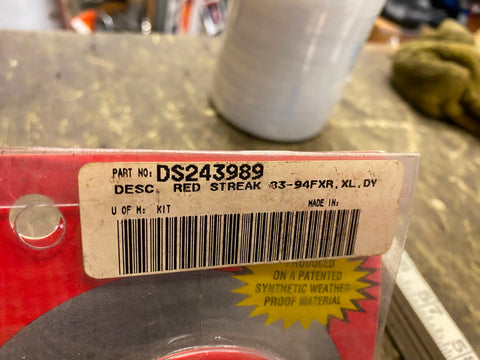 PART NO: DS243989
DESC. RED STREAK 83-94FXR,XL,DY
U OF M: KIT MADE IN:
PRODUCED
ON A PATENTED
SYNTHETIC WEATHER-
PROOF MATERIAL